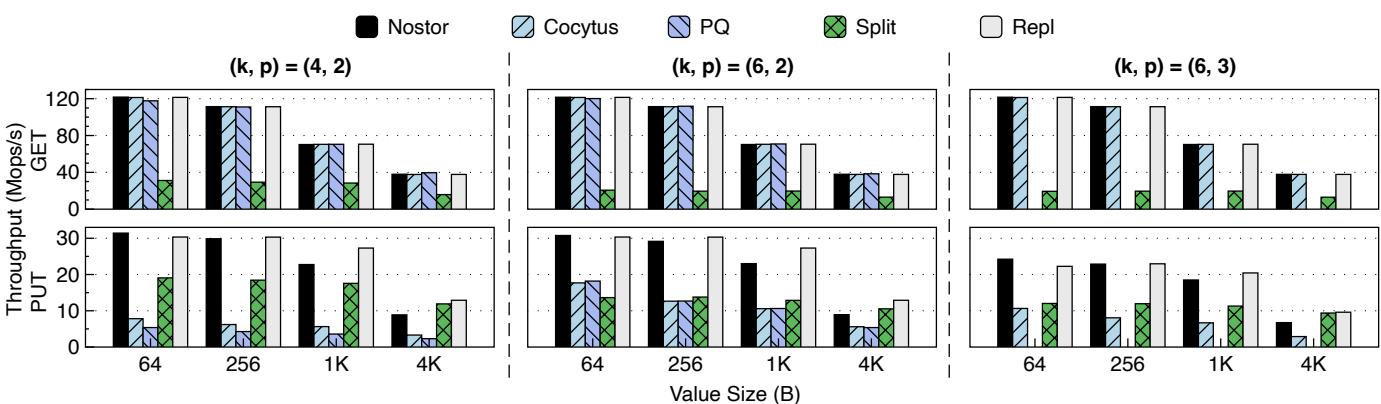 Nostor Cocytus PQ Split Repl
(k, p) = (4, 2) (k, p) = (6, 2) (k, p) = (6, 3)
Throughput (Mops/s)
GET
120
80
40
0
PUT
30
20
10
0
64 256 1K 4K 64 256 1K 4K 64 256 1K 4K
Value Size (B)